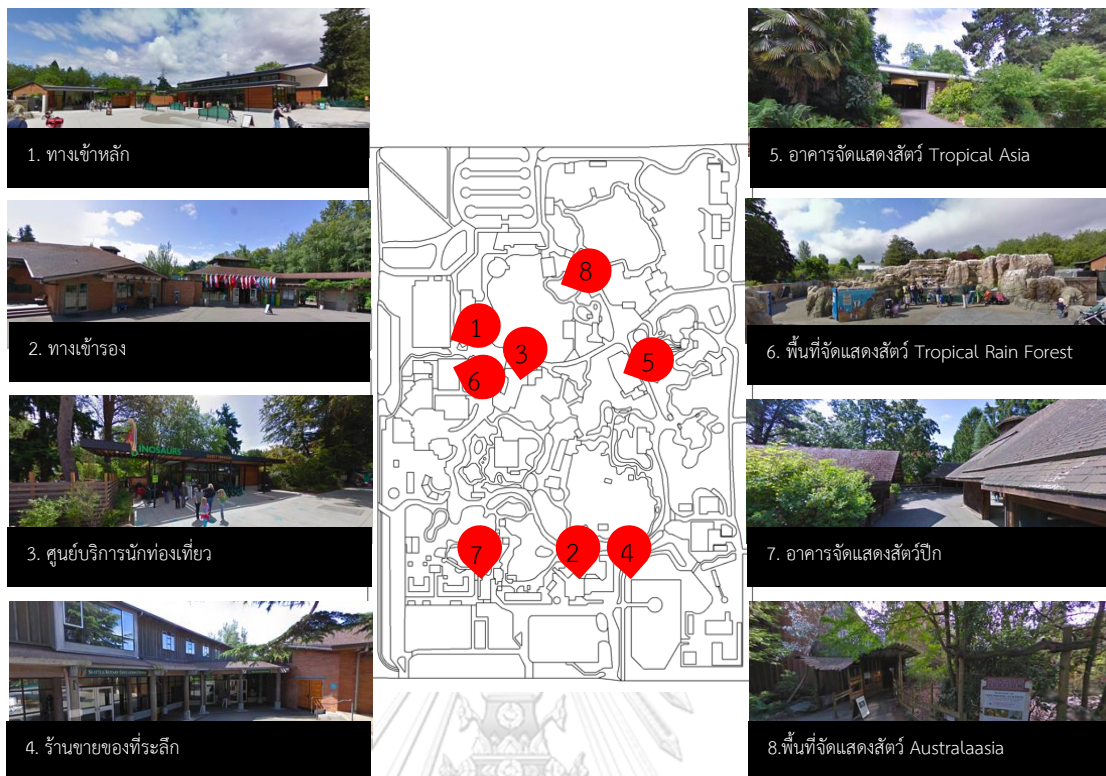 1. ทางเข้าหลัก
2. ทางเข้ารอง
INOSAURS
3. ศูนย์บริการนักท่องเที่ยว
4. ร้านขายของที่ระลึก
8
1
3
5
6
7
2
4
5. อาคารจัดแสดงสัตว์ Tropical Asia
6. พื้นที่จัดแสดงสัตว์ Tropical Rain Forest
7. อาคารจัดแสดงสัตว์ปีก
8.พื้นที่จัดแสดงสัตว์ Australaasia